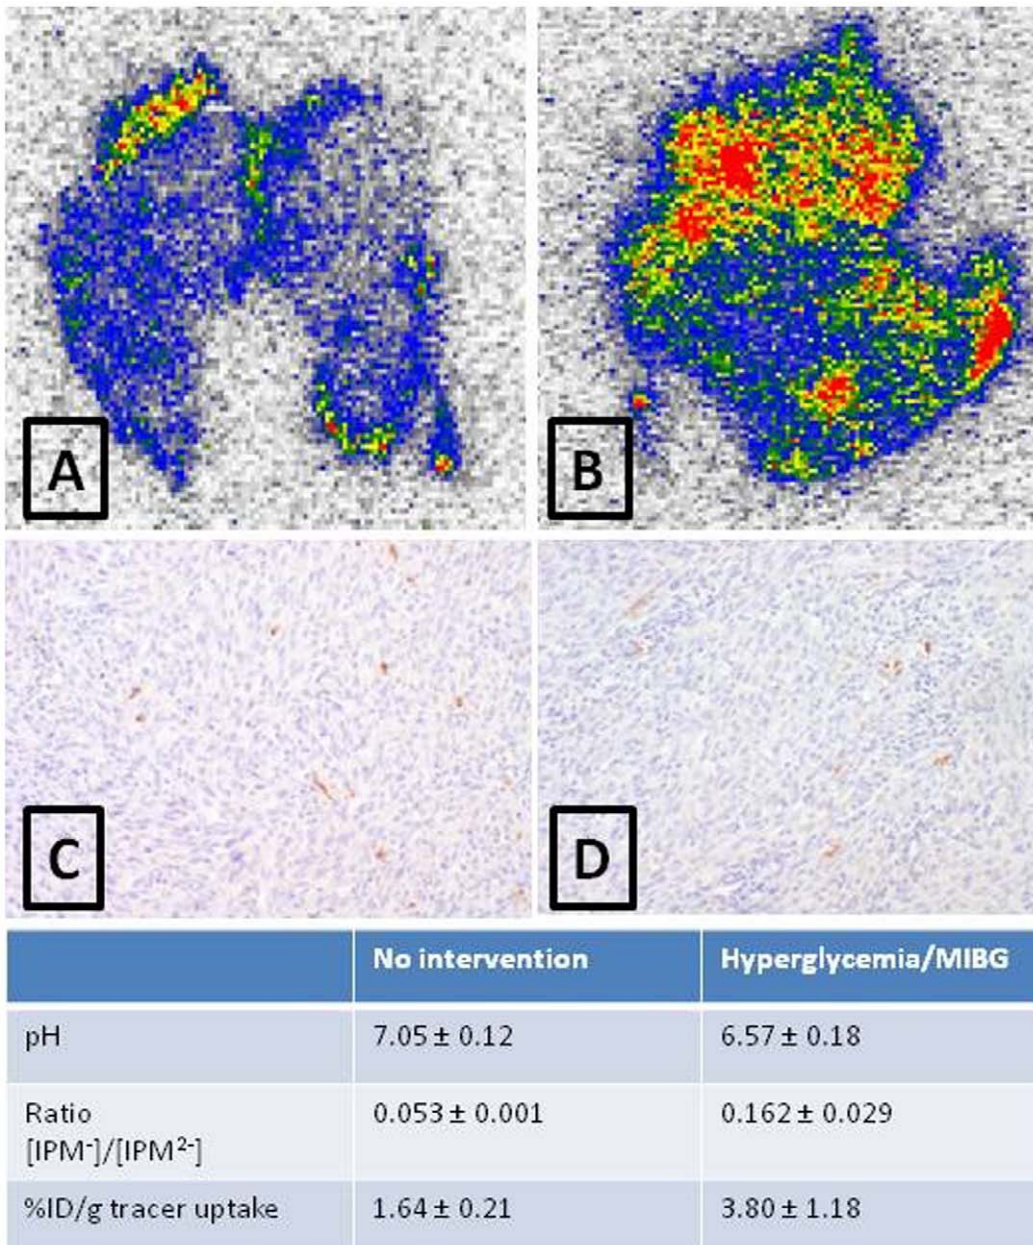 A
B
C
D
No intervention Hyperglycemia/MIBG
pH 7.05 ± 0.12 6.57 ± 0.18
Ratio 0.053 ± 0.001 0.162 ± 0.029
[IPM⁻]/[IPM²⁻]
%ID/g tracer uptake 1.64 ± 0.21 3.80 ± 1.18